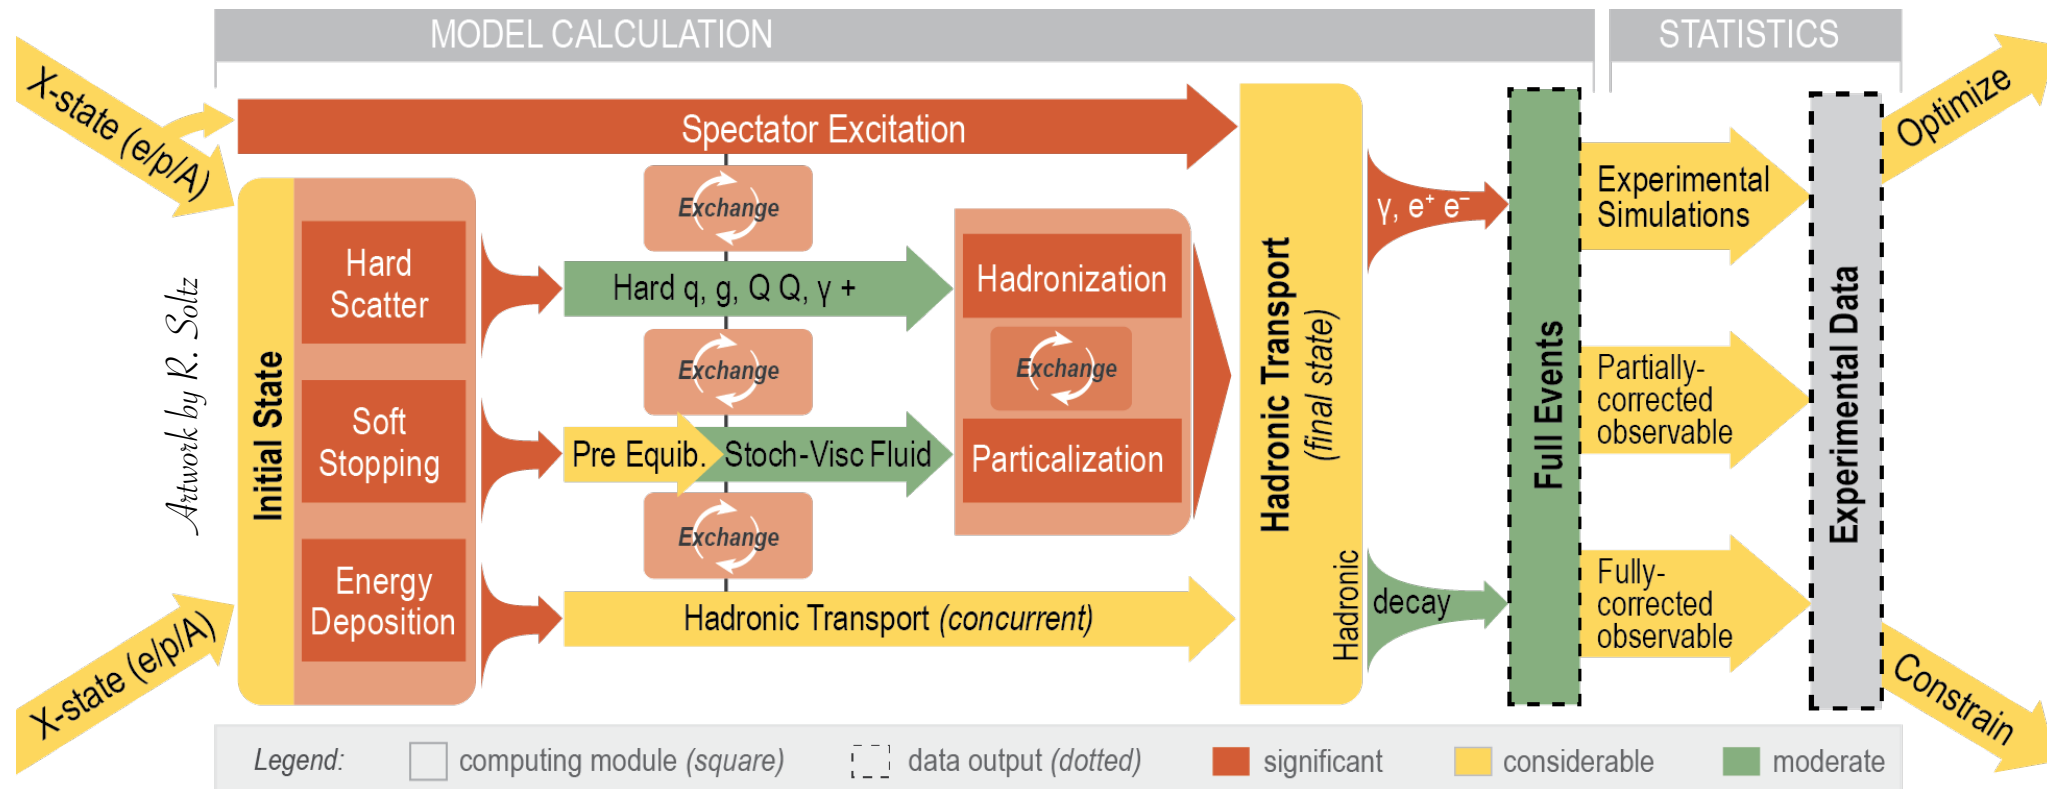 MODEL CALCULATION
STATISTICS
X-state (e/p/A)
Spectator Excitation
Optimize
Exchange
Hard
Scatter
Hard q, g, Q Q, γ +
Hadronization
γ, e⁺ e⁻
Experimental
Simulations
Artwork by R. Soltz
Initial State
Exchange
Exchange
Soft
Stopping
Pre Equib.
Stoch-Visc Fluid
Particalization
Hadronic Transport
(final state)
Full Events
Partially-
corrected
observable
Experimental Data
Exchange
Energy
Deposition
Hadronic Transport (concurrent)
Hadronic
decay
Fully-
corrected
observable
X-state (e/p/A)
Constrain
Legend:
computing module (square)
data output (dotted)
significant
considerable
moderate